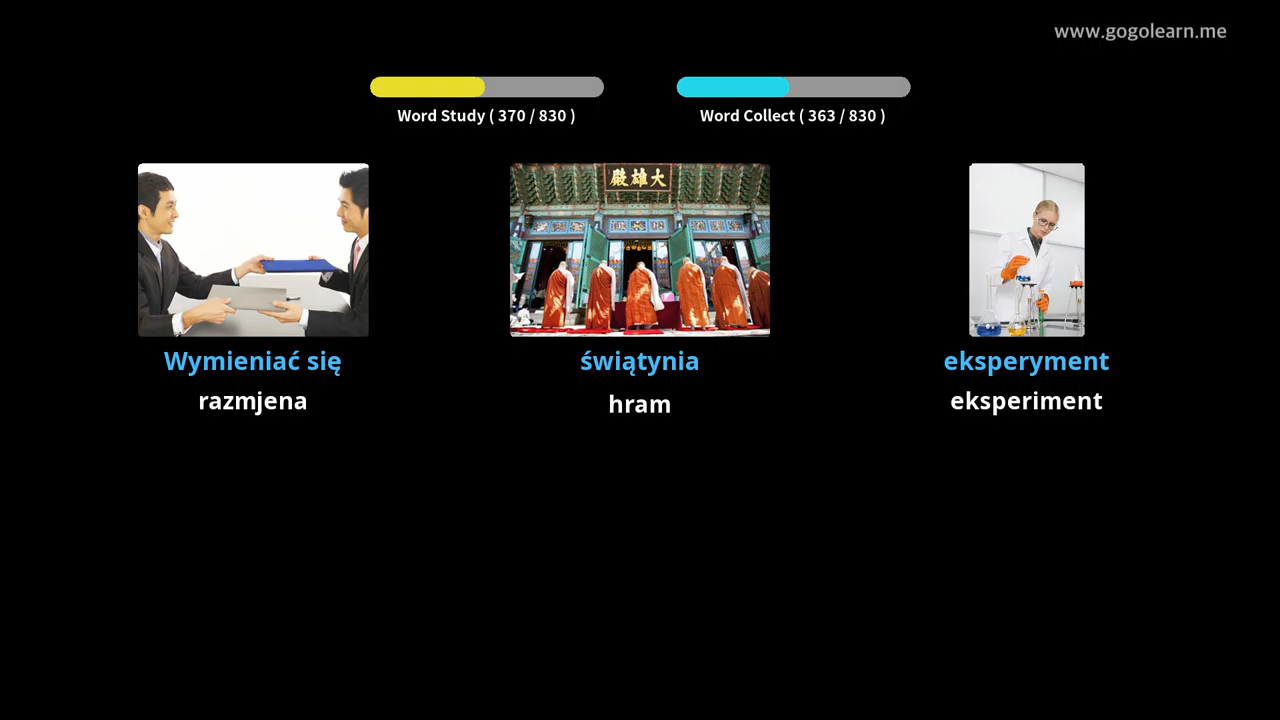 www.gogolearn.me
Word Study ( 370 / 830 )
Word Collect ( 363 / 830 )
大雄殿
Wymieniać się
świątynia
eksperyment
razmjena
hram
eksperiment